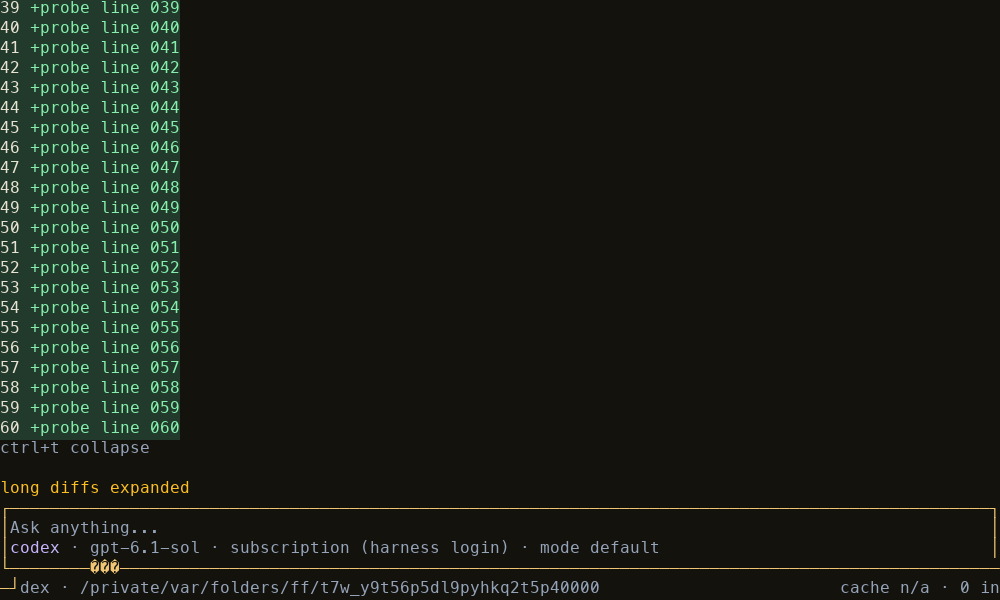 39 +probe line 039
40 +probe line 040
41 +probe line 041
42 +probe line 042
43 +probe line 043
44 +probe line 044
45 +probe line 045
46 +probe line 046
47 +probe line 047
48 +probe line 048
49 +probe line 049
50 +probe line 050
51 +probe line 051
52 +probe line 052
53 +probe line 053
54 +probe line 054
55 +probe line 055
56 +probe line 056
57 +probe line 057
58 +probe line 058
59 +probe line 059
60 +probe line 060
ctrl+t collapse
long diffs expanded
Ask anything...
codex · gpt-6.1-sol · subscription (harness login) · mode default
���
dex · /private/var/folders/ff/t7w_y9t56p5dl9pyhkq2t5p40000 cache n/a · 0 in